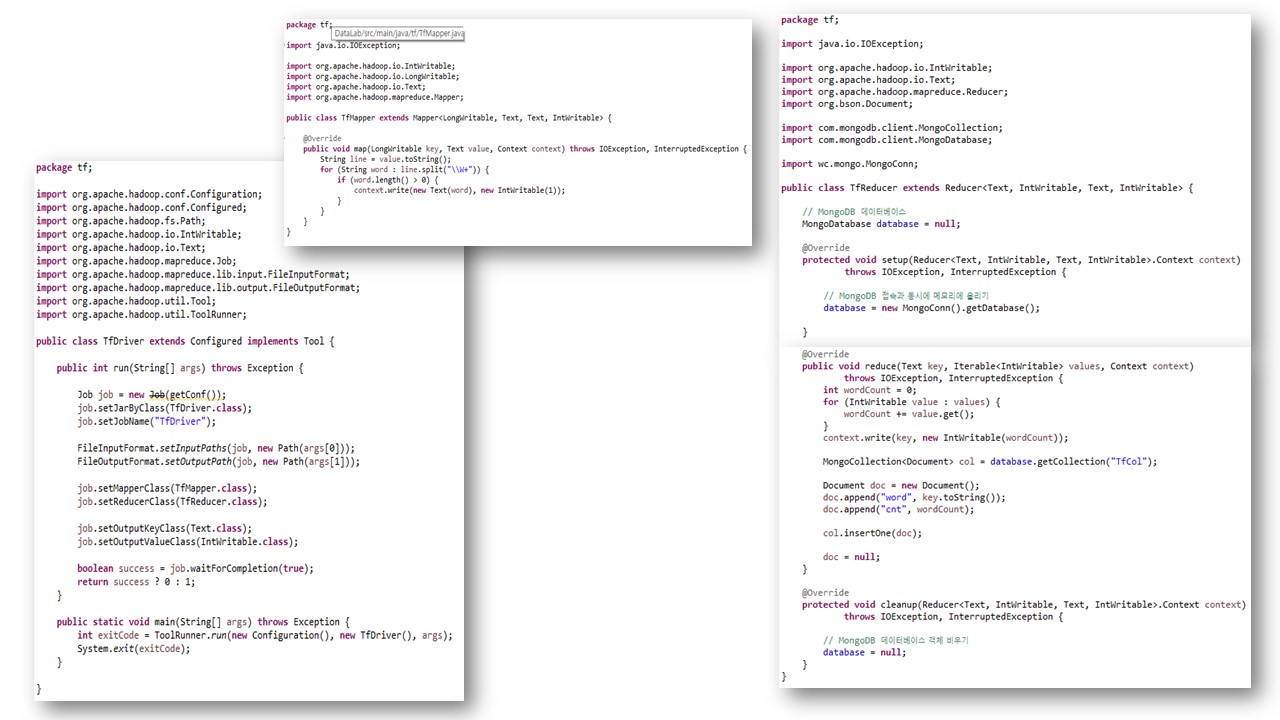 package tf;
import org.apache.hadoop.conf.Configuration;
import org.apache.hadoop.conf.Configured;
import org.apache.hadoop.fs.Path;
import org.apache.hadoop.io.IntWritable;
import org.apache.hadoop.io.Text;
import org.apache.hadoop.mapreduce.Job;
import org.apache.hadoop.mapreduce.lib.input.FileInputFormat;
import org.apache.hadoop.mapreduce.lib.output.FileOutputFormat;
import org.apache.hadoop.util.Tool;
import org.apache.hadoop.util.ToolRunner;
public class TfDriver extends Configured implements Tool {
public int run(String[] args) throws Exception {
Job job = new Job(getConf());
job.setJarByClass(TfDriver.class);
job.setJobName("TfDriver");
FileInputFormat.setInputPaths(job, new Path(args[0]));
FileOutputFormat.setOutputPath(job, new Path(args[1]));
job.setMapperClass(TfMapper.class);
job.setReducerClass(TfReducer.class);
job.setOutputKeyClass(Text.class);
job.setOutputValueClass(IntWritable.class);
boolean success = job.waitForCompletion(true);
return success ? 0 : 1;
}
public static void main(String[] args) throws Exception {
int exitCode = ToolRunner.run(new Configuration(), new TfDriver(), args);
System.exit(exitCode);
}
}
package tf;
DataLab/src/main/java/tf/TfMapper.java
import java.io.IOException;
import org.apache.hadoop.io.IntWritable;
import org.apache.hadoop.io.LongWritable;
import org.apache.hadoop.io.Text;
import org.apache.hadoop.mapreduce.Mapper;
public class TfMapper extends Mapper<LongWritable, Text, Text, IntWritable> {
@Override
public void map(LongWritable key, Text value, Context context) throws IOException, InterruptedException {
String line = value.toString();
for (String word : line.split("\\W+")) {
if (word.length() > 0) {
context.write(new Text(word), new IntWritable(1));
}
}
}
}
package tf;
import java.io.IOException;
import org.apache.hadoop.io.IntWritable;
import org.apache.hadoop.io.Text;
import org.apache.hadoop.mapreduce.Reducer;
import org.bson.Document;
import com.mongodb.client.MongoCollection;
import com.mongodb.client.MongoDatabase;
import wc.mongo.MongoConn;
public class TfReducer extends Reducer<Text, IntWritable, Text, IntWritable> {
// MongoDB 데이터베이스
MongoDatabase database = null;
@Override
protected void setup(Reducer<Text, IntWritable, Text, IntWritable>.Context context)
throws IOException, InterruptedException {
// MongoDB 접속과 동시에 메모리에 올리기
database = new MongoConn().getDatabase();
}
@Override
public void reduce(Text key, Iterable<IntWritable> values, Context context)
throws IOException, InterruptedException {
int wordCount = 0;
for (IntWritable value : values) {
wordCount += value.get();
}
context.write(key, new IntWritable(wordCount));
MongoCollection<Document> col = database.getCollection("TfCol");
Document doc = new Document();
doc.append("word", key.toString());
doc.append("cnt", wordCount);
col.insertOne(doc);
doc = null;
}
@Override
protected void cleanup(Reducer<Text, IntWritable, Text, IntWritable>.Context context)
throws IOException, InterruptedException {
// MongoDB 데이터베이스 객체 비우기
database = null;
}
}